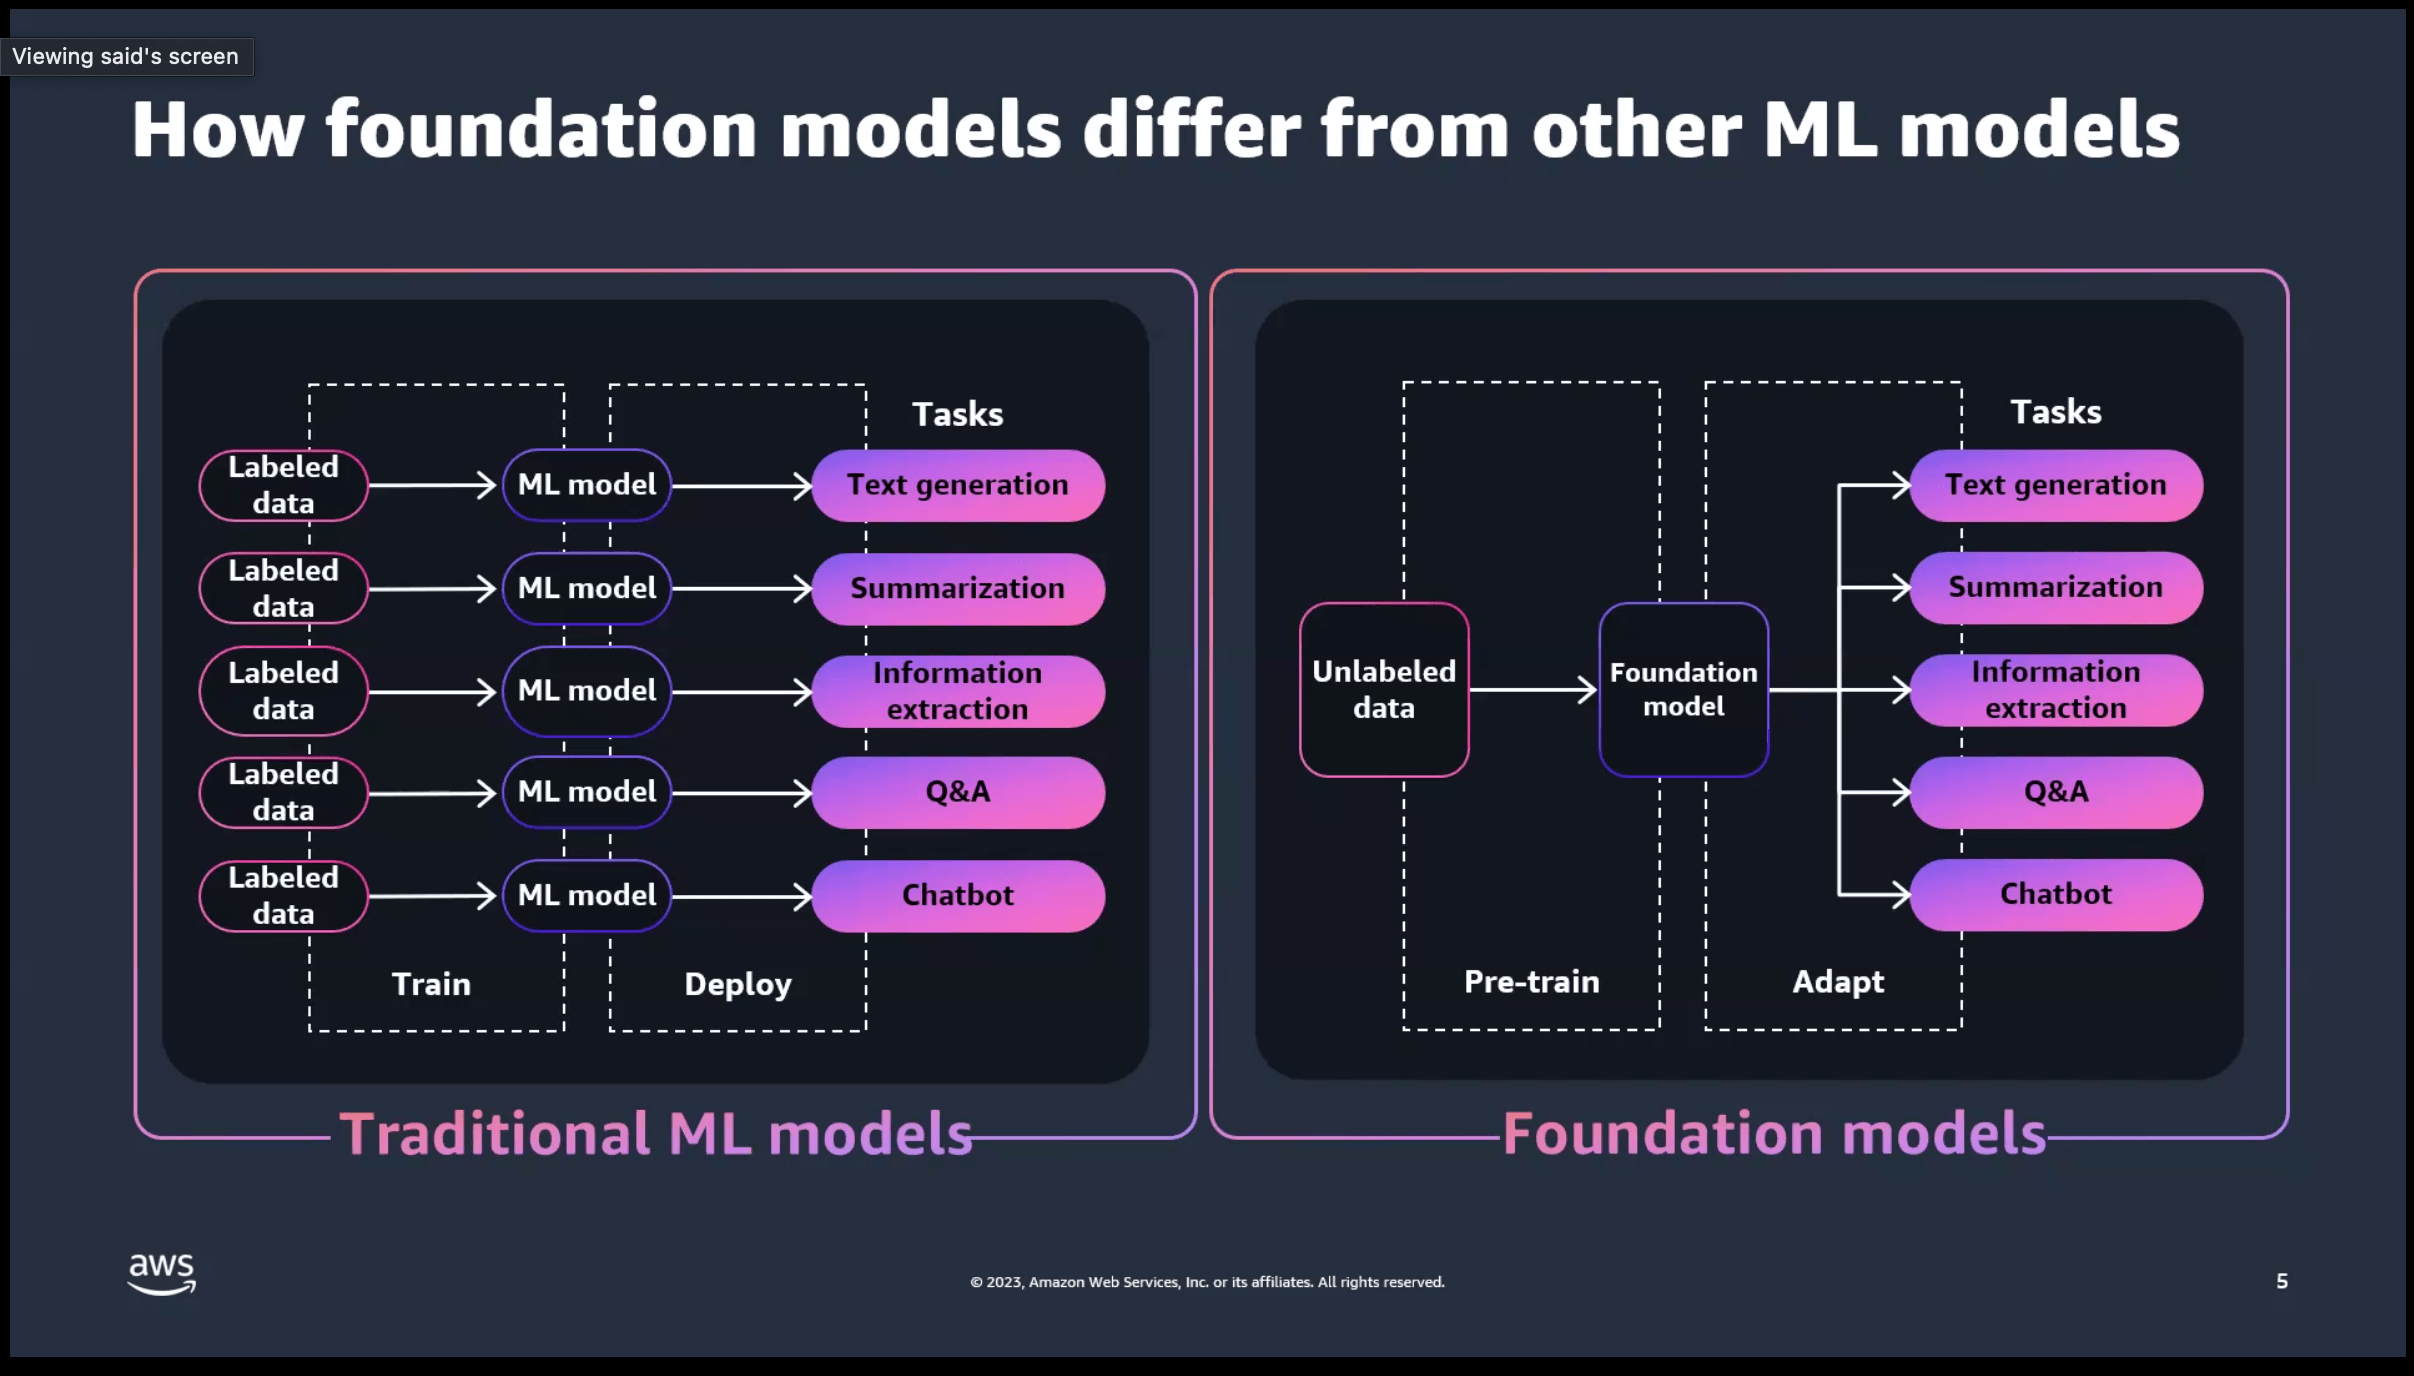 Viewing said's screen
How foundation models differ from other ML models
Tasks
Labeled
data
ML model
Text generation
Labeled
data
ML model
Summarization
Labeled
data
ML model
Information
extraction
Labeled
data
ML model
Q&A
Labeled
data
ML model
Chatbot
Train
Deploy
Traditional ML models
Tasks
Unlabeled
data
Foundation
model
Text generation
Summarization
Information
extraction
Q&A
Chatbot
Pre-train
Adapt
Foundation models
aws
© 2023, Amazon Web Services, Inc. or its affiliates. All rights reserved.
5